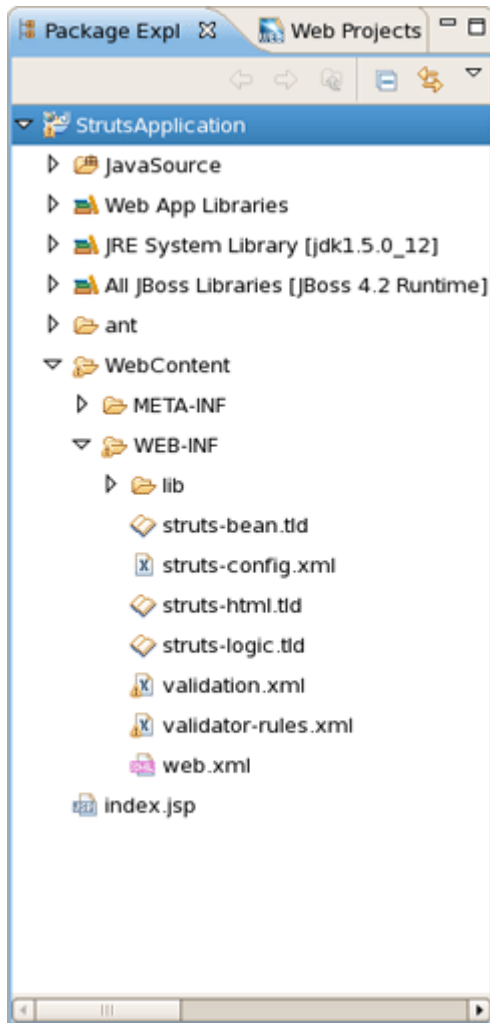 Package Expl
Web Projects
StrutsApplication
JavaSource
Web App Libraries
JRE System Library [jdk1.5.0_12]
All JBoss Libraries [JBoss 4.2 Runtime]
ant
WebContent
META-INF
WEB-INF
lib
struts-bean.tld
struts-config.xml
struts-html.tld
struts-logic.tld
validation.xml
validator-rules.xml
web.xml
index.jsp